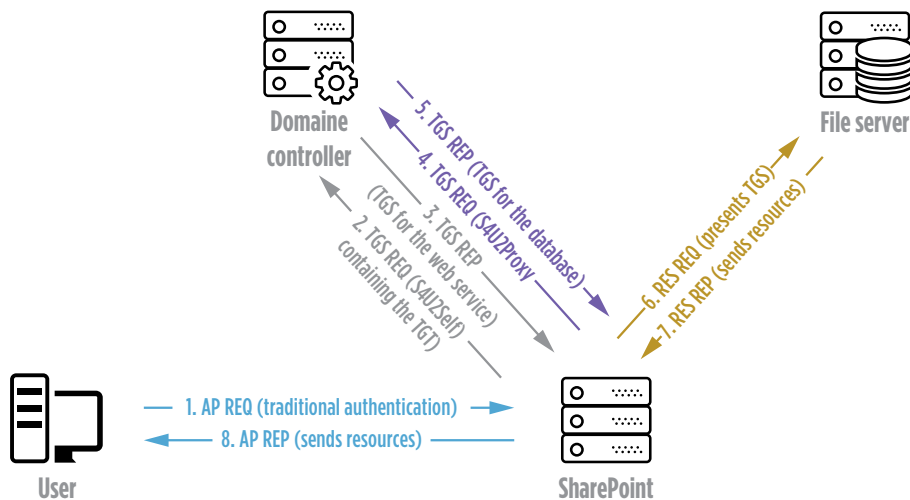 Domaine
controller
File server
5. TGS REP (TGS for the database)
4. TGS REQ (S4U2Proxy
3. TGS REP
(TGS for the web service)
2. TGS REQ (S4U2Self)
containing the TGT)
6. RES REQ (presents TGS)
7. RES REP (sends resources)
1. AP REQ (traditional authentication)
8. AP REP (sends resources)
User
SharePoint